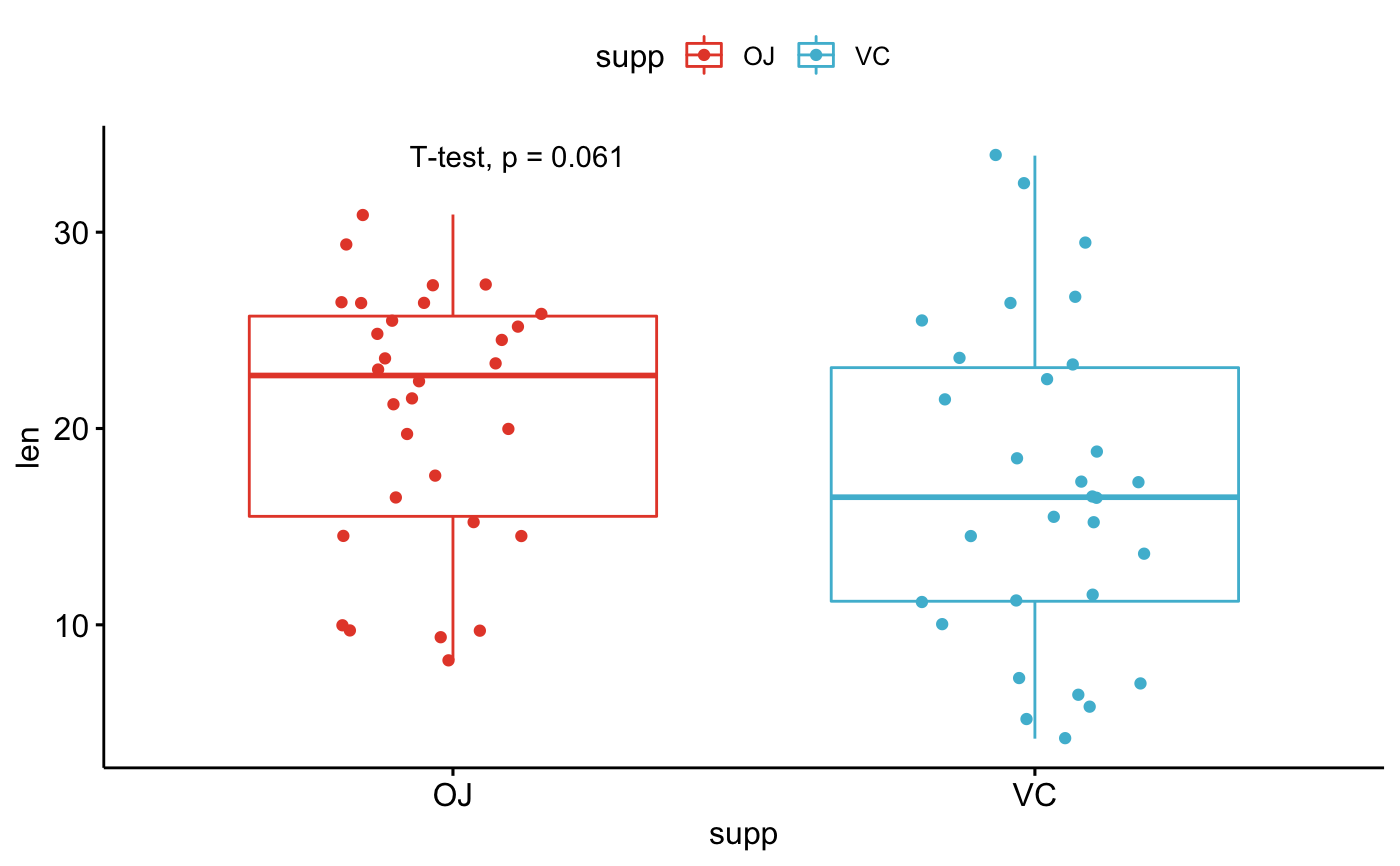 supp OJ VC
T-test, p = 0.061
30
20
10
len
OJ VC
supp